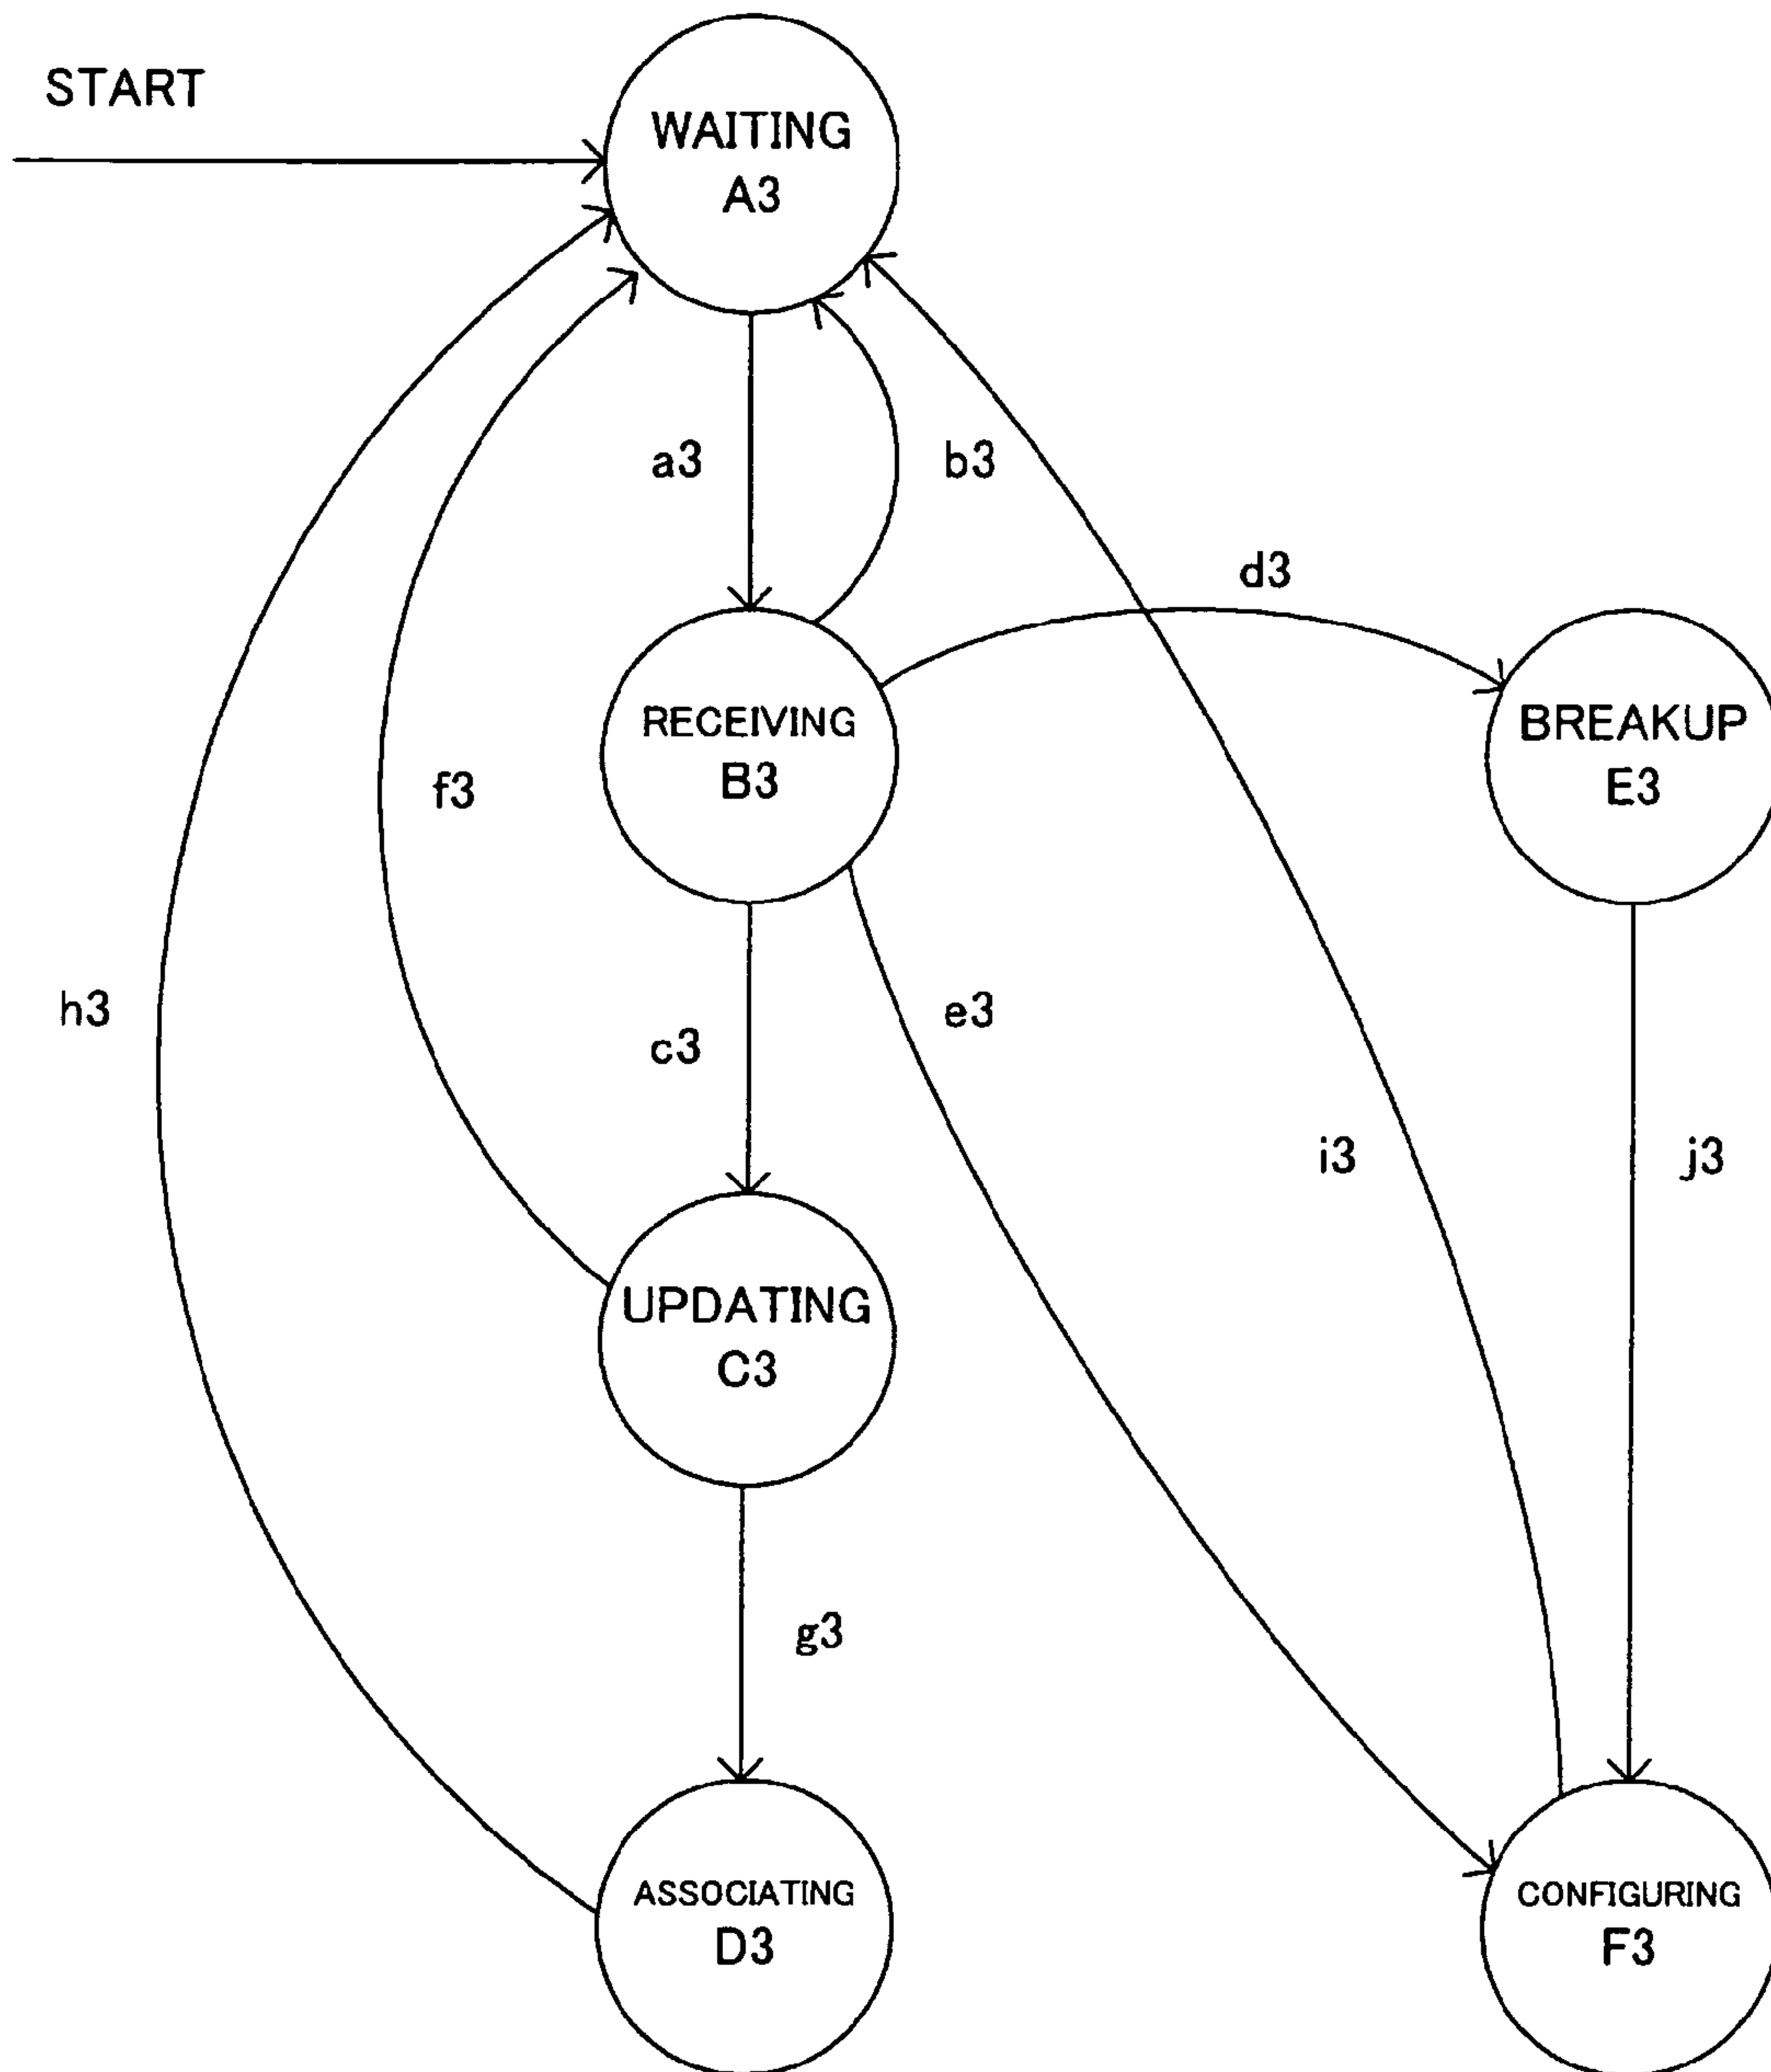 START
WAITING
A3
a3
b3
d3
RECEIVING
B3
BREAKUP
E3
f3
h3
c3
e3
i3
j3
UPDATING
C3
g3
ASSOCIATING
D3
CONFIGURING
F3